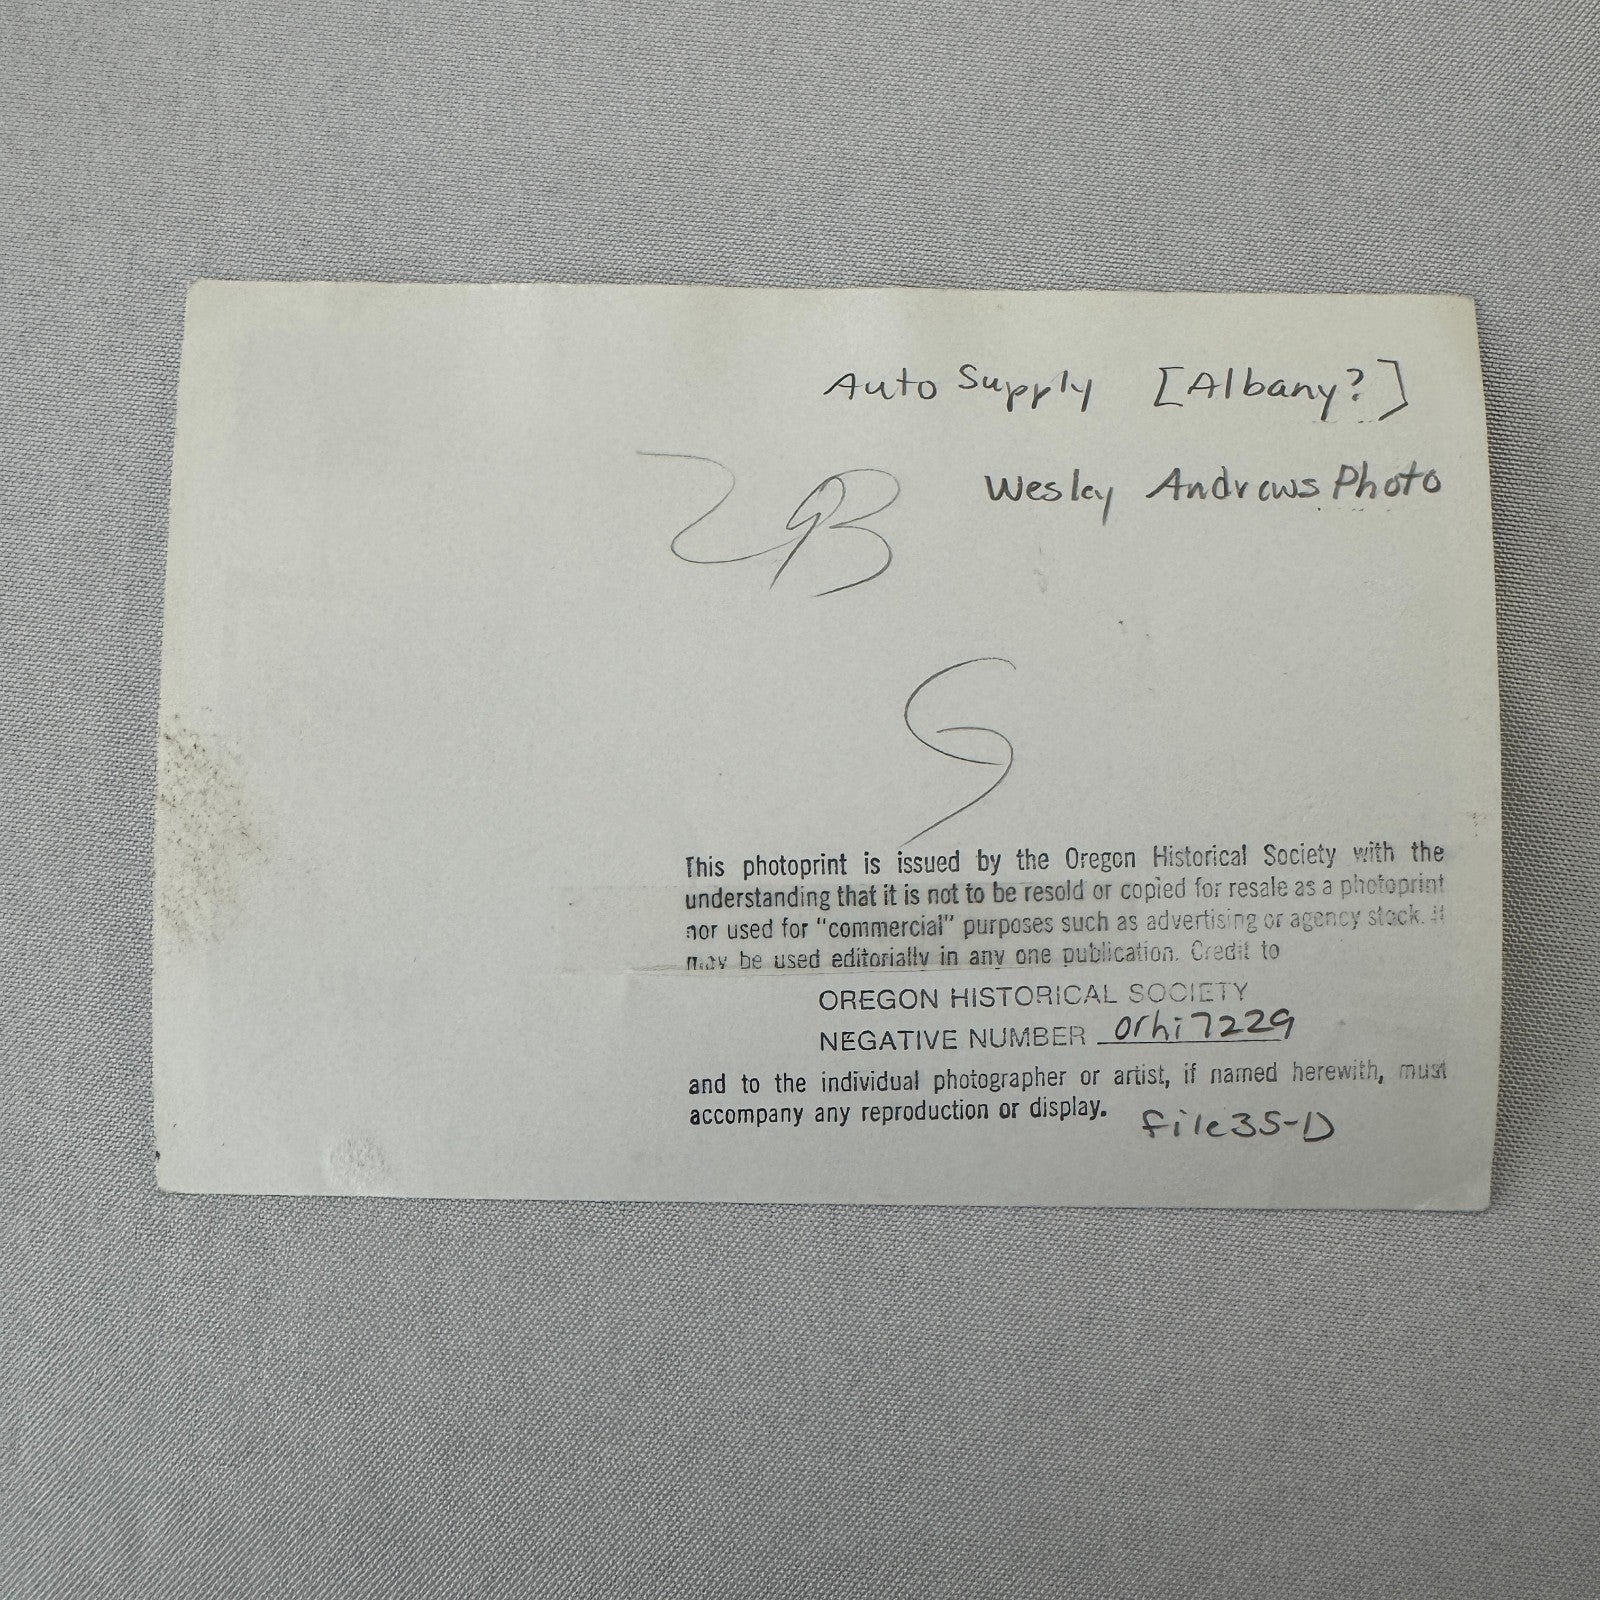 Auto Supply [Albany?]
Wesley Andrews Photo
This photoprint is issued by the Oregon Historical Society with the
understanding that it is not to be resold or copied for resale as a photoprint
nor used for "commercial" purposes such as advertising or agency stock. It
may be used editorially in any one publication. Credit to
OREGON HISTORICAL SOCIETY
NEGATIVE NUMBER orhi7229
and to the individual photographer or artist, if named herewith, must
accompany any reproduction or display.
file35-D